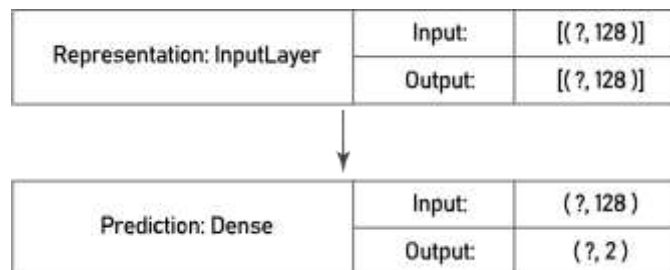 Representation: InputLayer
Input: [( ?, 128 )]
Output: [( ?, 128 )]
Prediction: Dense
Input: ( ?, 128 )
Output: ( ?, 2 )